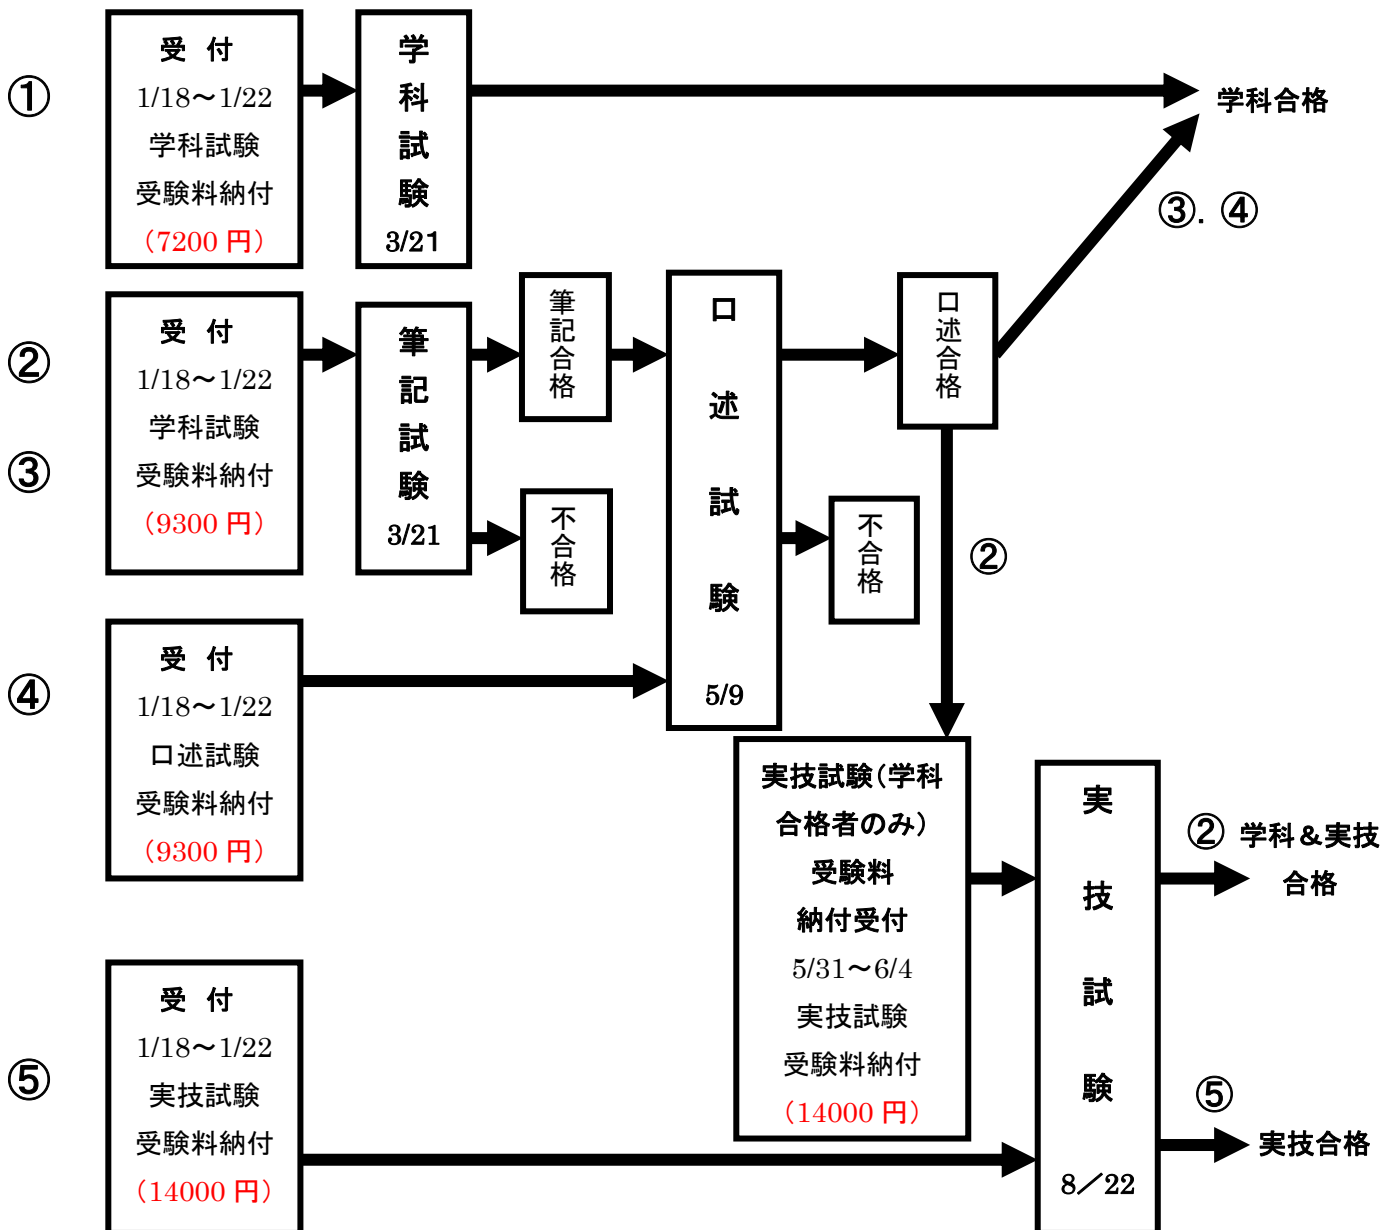 ①
受 付
1/18～1/22
学科試験
受験料納付
（7200 円）
学科試験
3/21
学科合格
③．④
②
③
受 付
1/18～1/22
学科試験
受験料納付
（9300 円）
筆記試験
3/21
筆記合格
不合格
口述試験
5/9
口述合格
不合格
②
④
受 付
1/18～1/22
口述試験
受験料納付
（9300 円）
実技試験（学科
合格者のみ）
受験料
納付受付
5/31～6/4
実技試験
受験料納付
（14000 円）
実技試験
8／22
② 学科＆実技
合格
⑤
受 付
1/18～1/22
実技試験
受験料納付
（14000 円）
⑤
実技合格